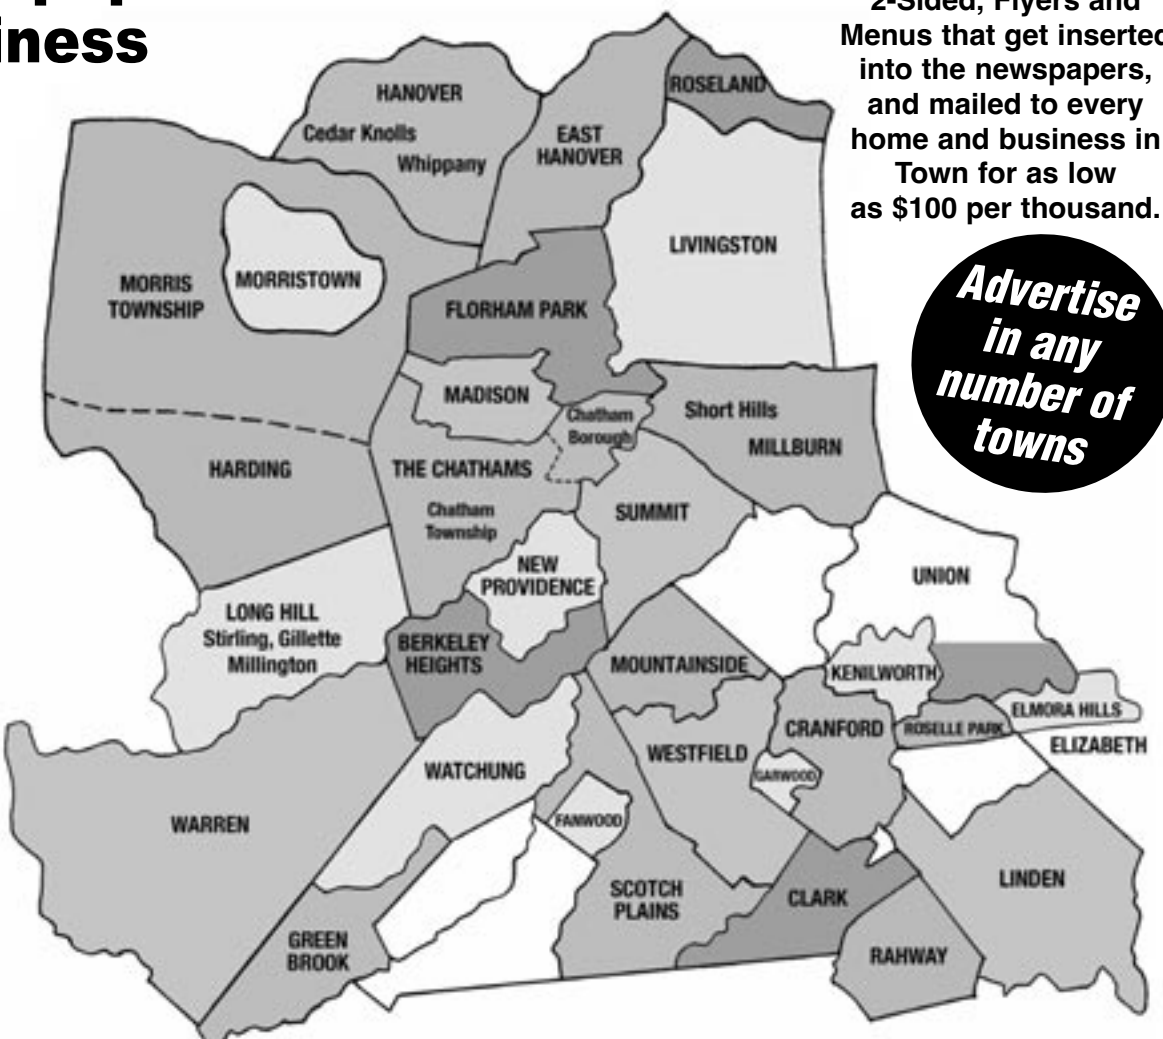 iness
2-Sided, Flyers and
Menus that get inserted
into the newspapers,
and mailed to every
home and business in
Town for as low
as $100 per thousand.
Advertise
in any
number of
towns
HANOVER
Cedar Knolls
Whippany
EAST
HANOVER
ROSELAND
LIVINGSTON
MORRIS
TOWNSHIP
MORRISTOWN
FLORHAM PARK
MADISON
Chatham
Borough
Short Hills
MILLBURN
HARDING
THE CHATHAMS
Chatham
Township
SUMMIT
NEW
PROVIDENCE
UNION
LONG HILL
Stirling, Gillette
Millington
BERKELEY
HEIGHTS
MOUNTAINSIDE
KENILWORTH
ELMORA HILLS
CRANFORD
ROSELLE PARK
ELIZABETH
WESTFIELD
GARWOOD
WATCHUNG
FANWOOD
WARREN
SCOTCH
PLAINS
CLARK
LINDEN
GREEN
BROOK
RAHWAY